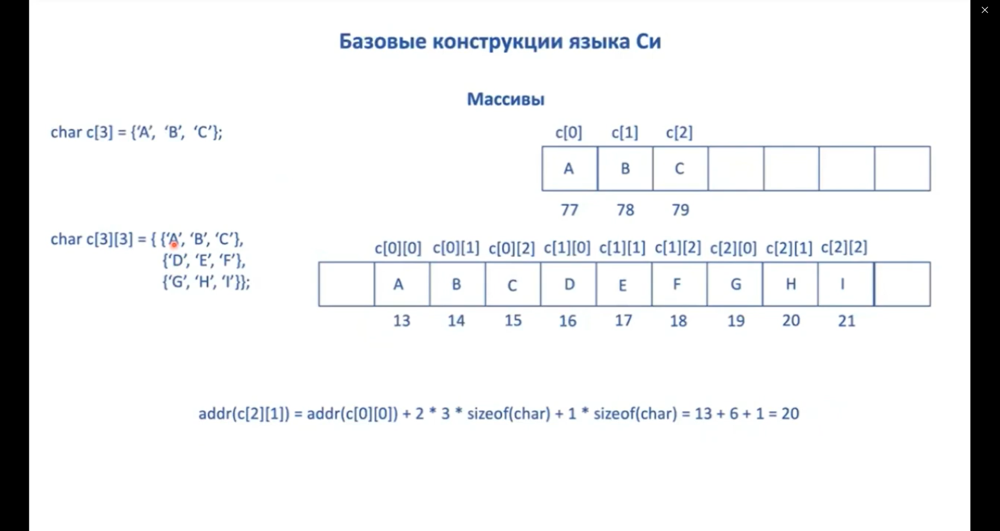 Базовые конструкции языка Си
Массивы
char c[3] = {‘A’, ‘B’, ‘C’};
c[0] c[1] c[2]
A B C
77 78 79
char c[3][3] = { {‘A’, ‘B’, ‘C’},
{‘D’, ‘E’, ‘F’},
{‘G’, ‘H’, ‘I’}};
c[0][0] c[0][1] c[0][2] c[1][0] c[1][1] c[1][2] c[2][0] c[2][1] c[2][2]
A B C D E F G H I
13 14 15 16 17 18 19 20 21
addr(c[2][1]) = addr(c[0][0]) + 2 * 3 * sizeof(char) + 1 * sizeof(char) = 13 + 6 + 1 = 20